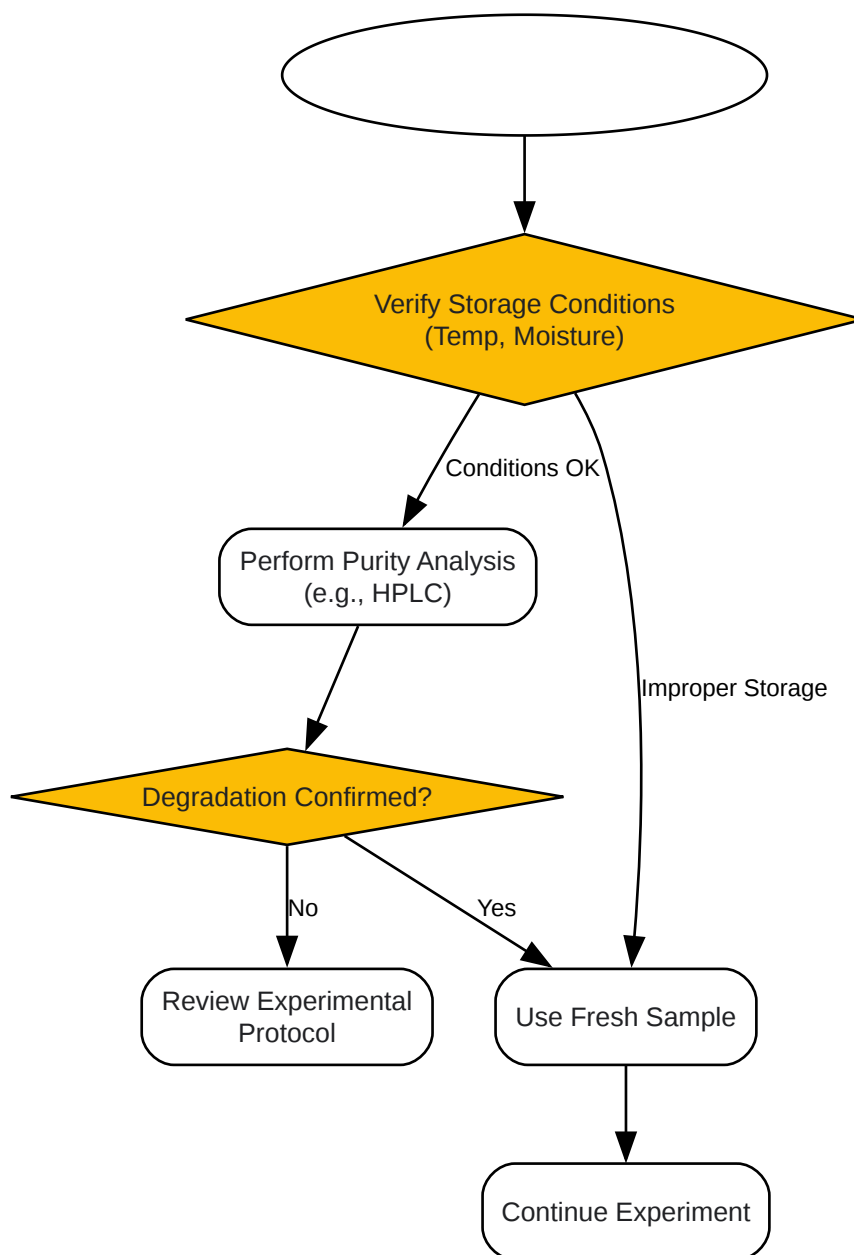 Verify Storage Conditions
(Temp, Moisture)
Conditions OK
Perform Purity Analysis
(e.g., HPLC)
Improper Storage
Degradation Confirmed?
No
Yes
Review Experimental
Protocol
Use Fresh Sample
Continue Experiment